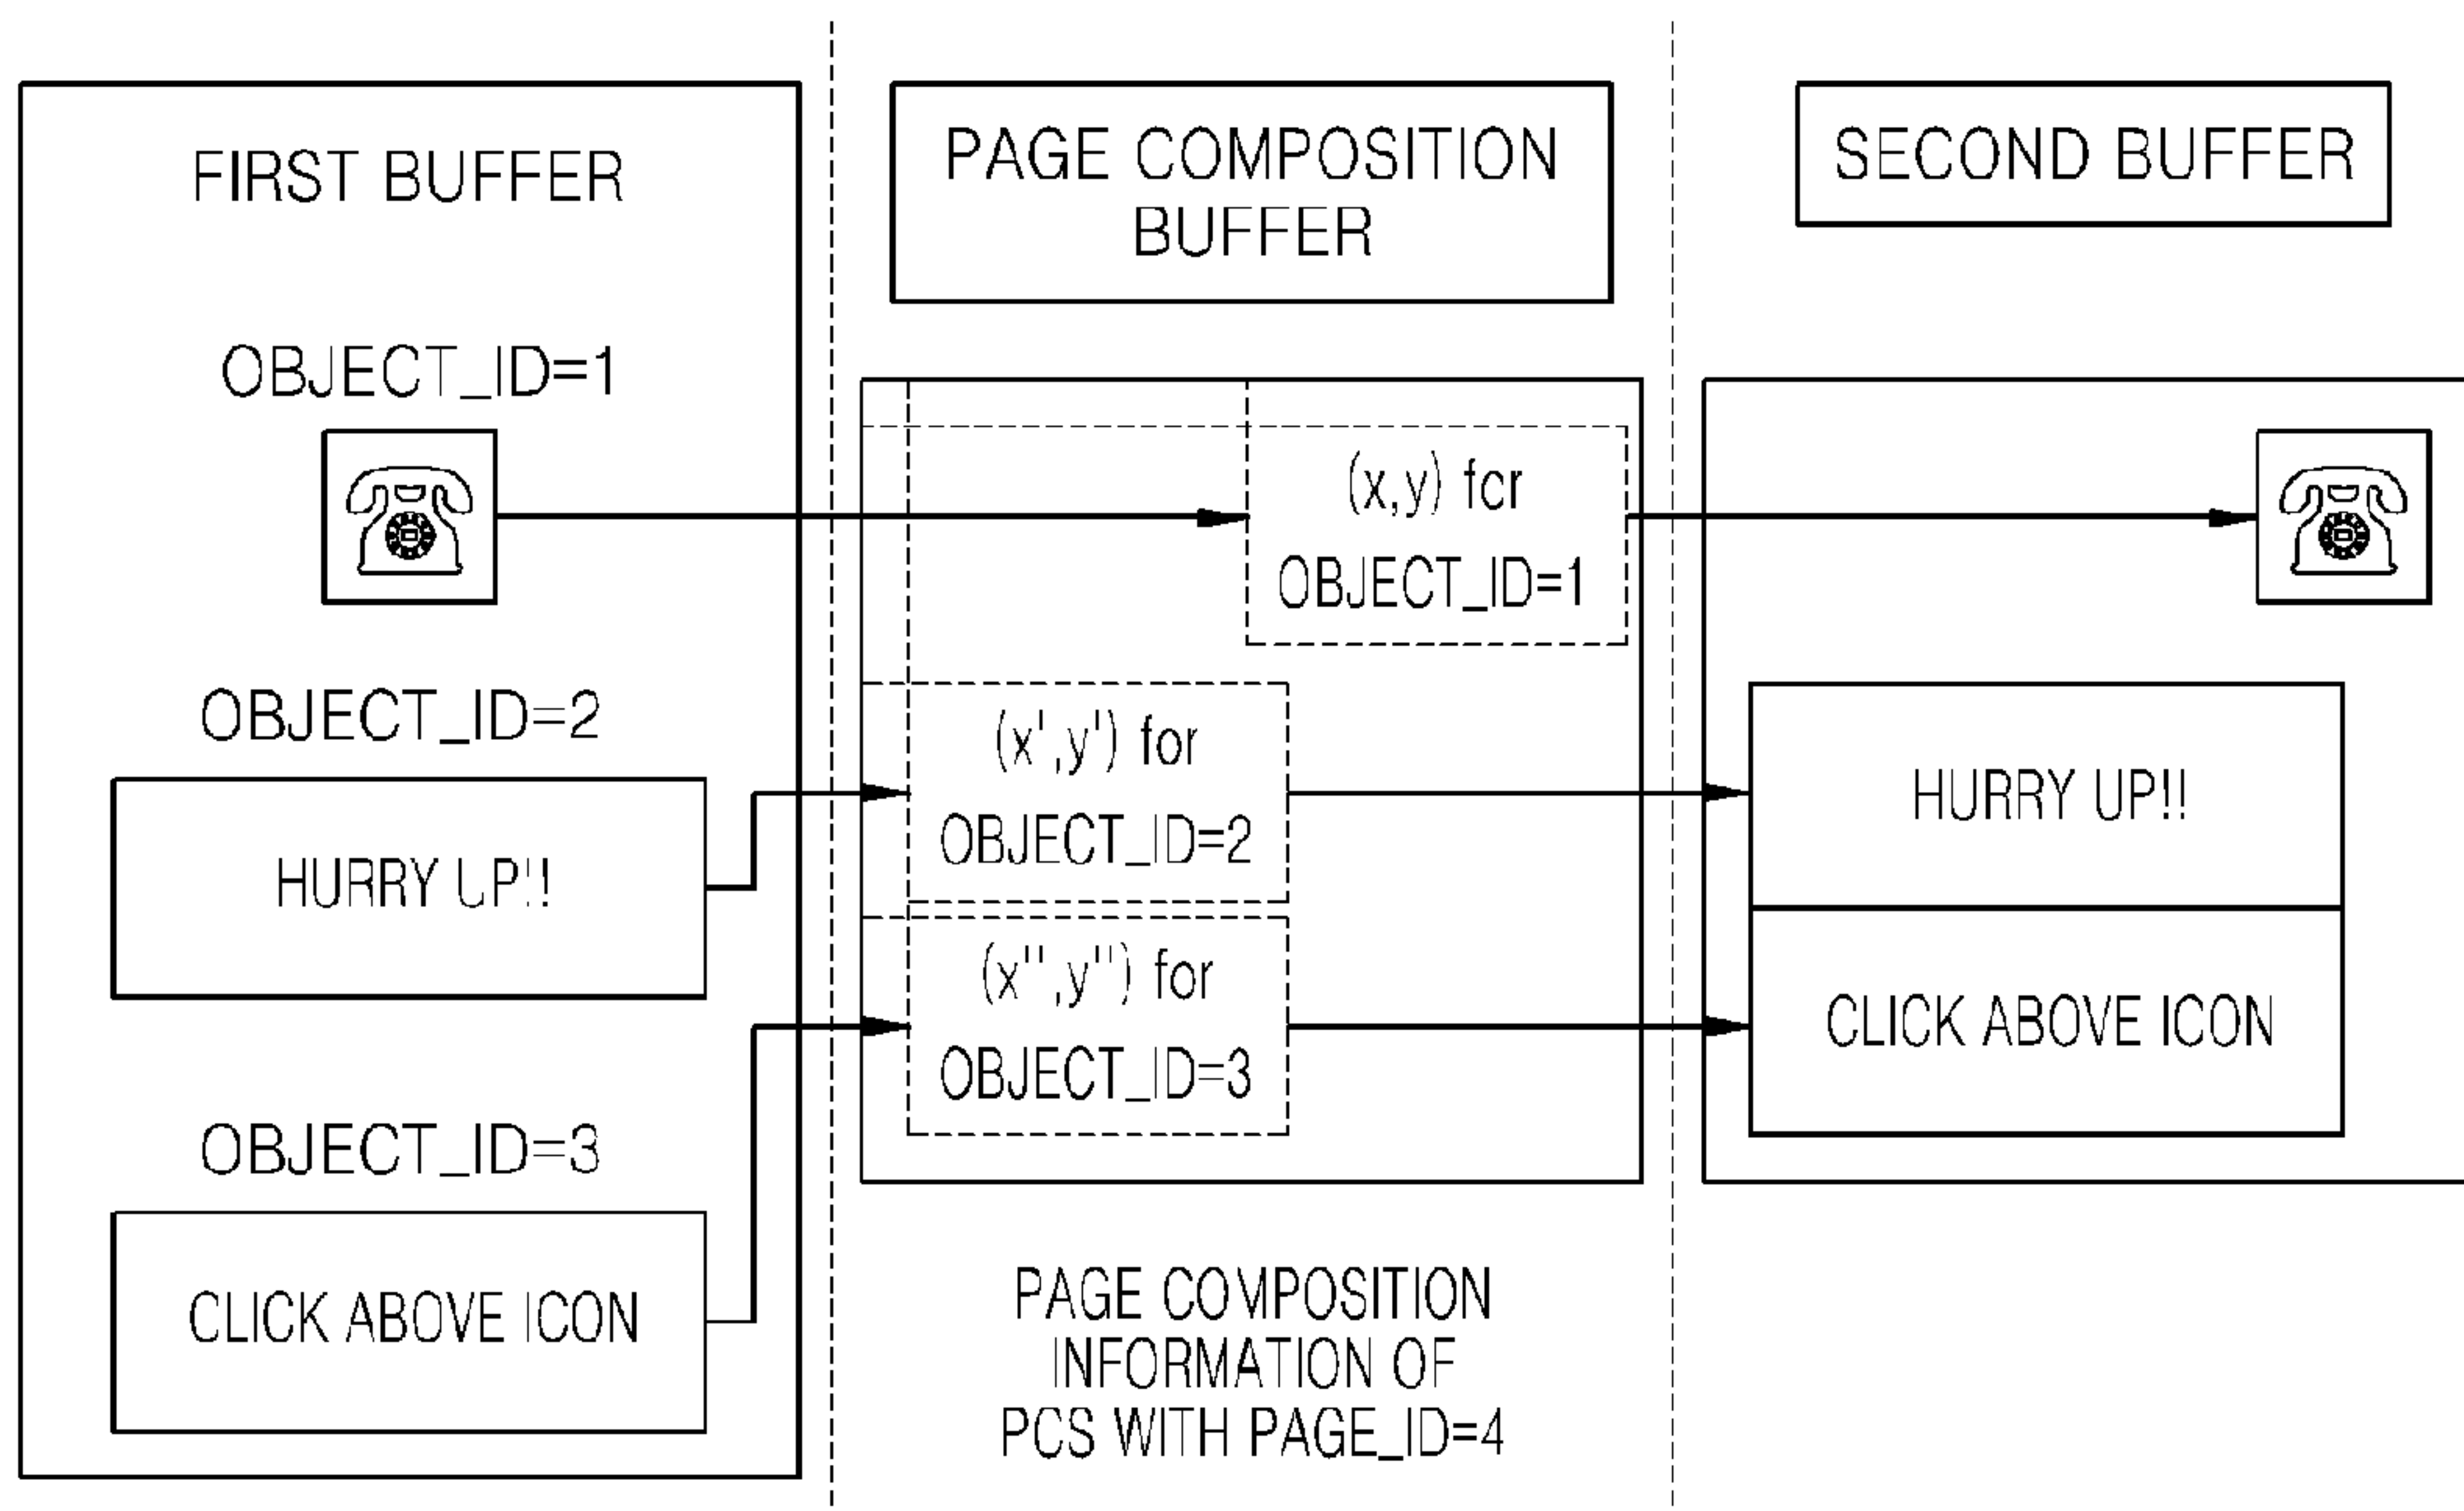 FIRST BUFFER
OBJECT_ID=1
OBJECT_ID=2
HURRY UP!!
OBJECT_ID=3
CLICK ABOVE ICON
PAGE COMPOSITION
BUFFER
(x,y) for
OBJECT_ID=1
(x',y') for
OBJECT_ID=2
(x",y") for
OBJECT_ID=3
PAGE COMPOSITION
INFORMATION OF
PCS WITH PAGE_ID=4
SECOND BUFFER
HURRY UP!!
CLICK ABOVE ICON